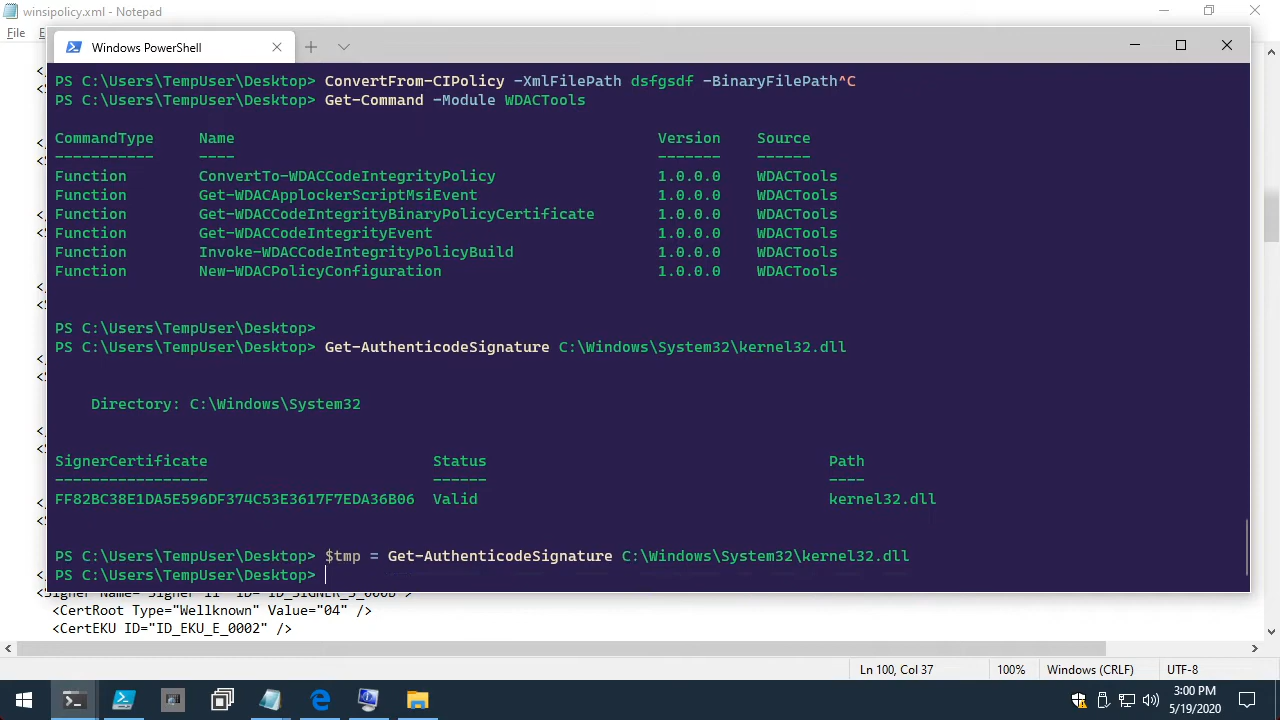 winsipolicy.xml - Notepad
File
Windows PowerShell
PS C:\Users\TempUser\Desktop> ConvertFrom-CIPolicy -XmlFilePath dsfgsdf -BinaryFilePath^C
PS C:\Users\TempUser\Desktop> Get-Command -Module WDACTools
CommandType Name Version Source
----------- ---- ------- ------
Function ConvertTo-WDACCodeIntegrityPolicy 1.0.0.0 WDACTools
Function Get-WDACApplockerScriptMsiEvent 1.0.0.0 WDACTools
Function Get-WDACCodeIntegrityBinaryPolicyCertificate 1.0.0.0 WDACTools
Function Get-WDACCodeIntegrityEvent 1.0.0.0 WDACTools
Function Invoke-WDACCodeIntegrityPolicyBuild 1.0.0.0 WDACTools
Function New-WDACPolicyConfiguration 1.0.0.0 WDACTools
PS C:\Users\TempUser\Desktop>
PS C:\Users\TempUser\Desktop> Get-AuthenticodeSignature C:\Windows\System32\kernel32.dll
Directory: C:\Windows\System32
SignerCertificate Status Path
----------------- ------ ----
FF82BC38E1DA5E596DF374C53E3617F7EDA36B06 Valid kernel32.dll
PS C:\Users\TempUser\Desktop> $tmp = Get-AuthenticodeSignature C:\Windows\System32\kernel32.dll
PS C:\Users\TempUser\Desktop>
<CertRoot Type="Wellknown" Value="04" />
<CertEKU ID="ID_EKU_E_0002" />
Ln 100, Col 37 100% Windows (CRLF) UTF-8
3:00 PM
5/19/2020